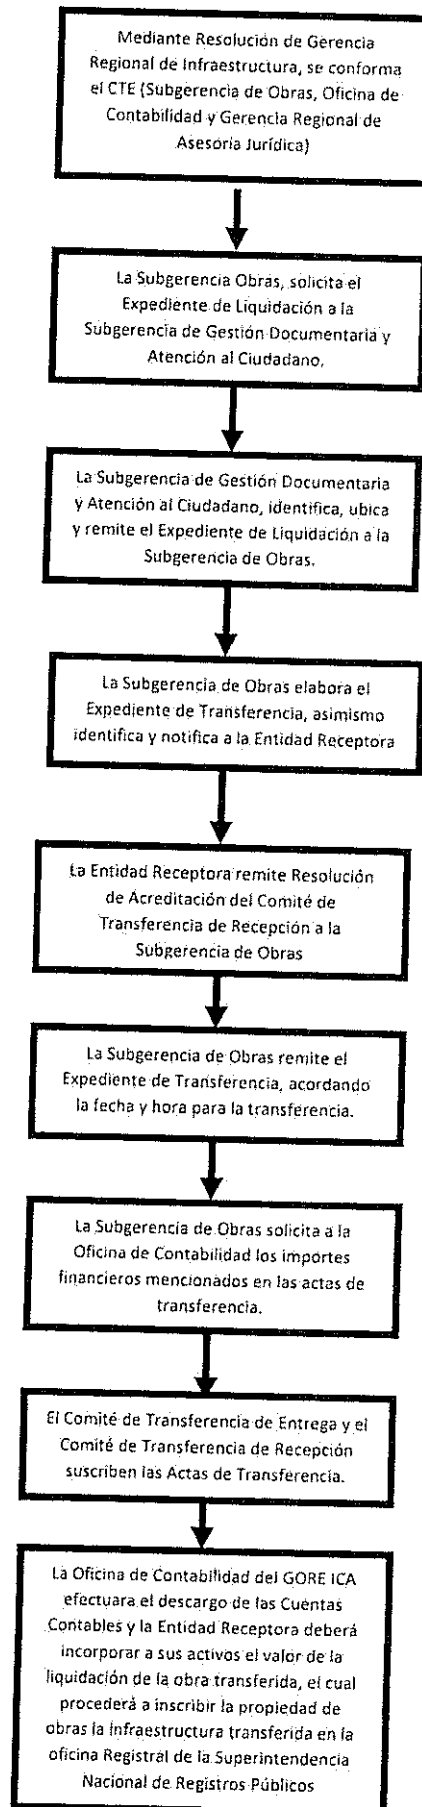 Mediante Resolución de Gerencia
Regional de Infraestructura, se conforma
el CTE (Subgerencia de Obras, Oficina de
Contabilidad y Gerencia Regional de
Asesoría Jurídica)
La Subgerencia Obras, solicita el
Expediente de Liquidación a la
Subgerencia de Gestión Documentaria y
Atención al Ciudadano.
La Subgerencia de Gestión Documentaria
y Atención al Ciudadano, identifica, ubica
y remite el Expediente de Liquidación a la
Subgerencia de Obras.
La Subgerencia de Obras elabora el
Expediente de Transferencia, asimismo
identifica y notifica a la Entidad Receptora
La Entidad Receptora remite Resolución
de Acreditación del Comité de
Transferencia de Recepción a la
Subgerencia de Obras
La Subgerencia de Obras remite el
Expediente de Transferencia, acordando
la fecha y hora para la transferencia.
La Subgerencia de Obras solicita a la
Oficina de Contabilidad los importes
financieros mencionados en las actas de
transferencia.
El Comité de Transferencia de Entrega y el
Comité de Transferencia de Recepción
suscriben las Actas de Transferencia.
La Oficina de Contabilidad del GORE ICA
efectuara el descargo de las Cuentas
Contables y la Entidad Receptora deberá
incorporar a sus activos el valor de la
liquidación de la obra transferida, el cual
procederá a inscribir la propiedad de
obras la infraestructura transferida en la
oficina Registral de la Superintendencia
Nacional de Registros Públicos